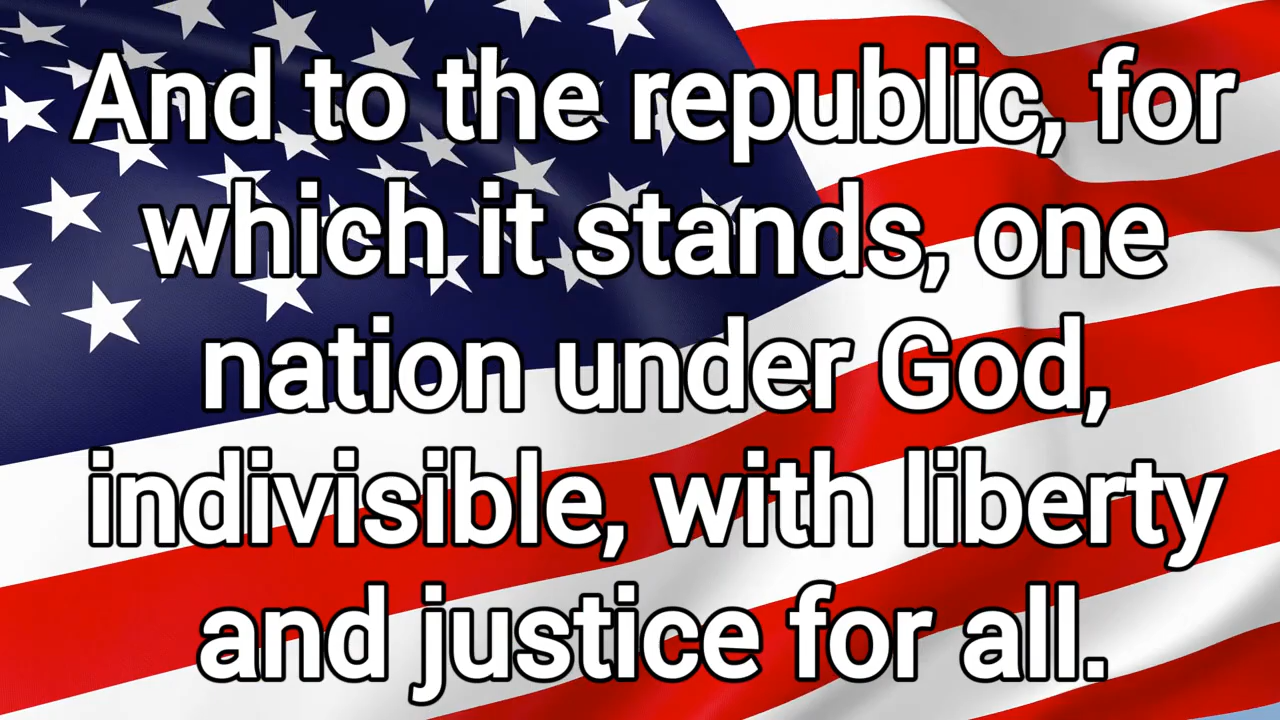 And to the republic, for
which it stands, one
nation under God,
indivisible, with liberty
and justice for all.